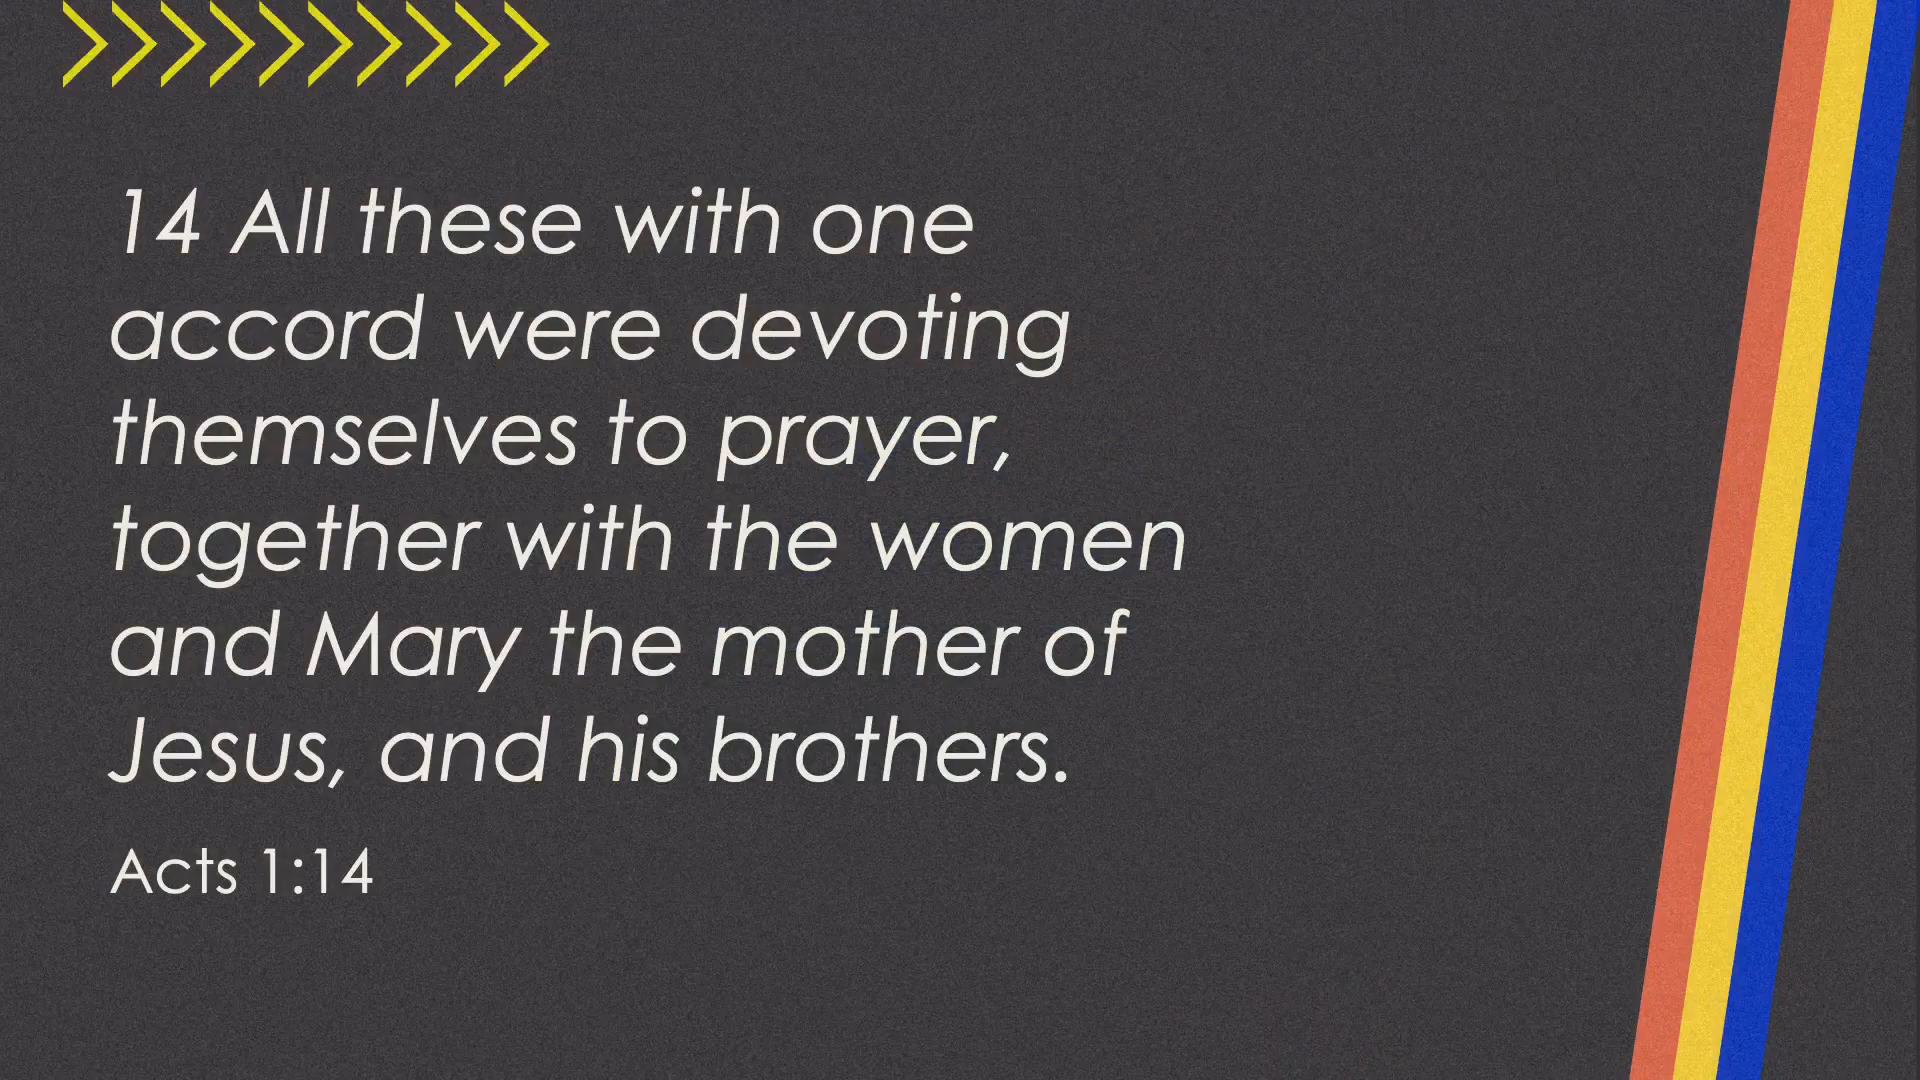 14 All these with one
accord were devoting
themselves to prayer,
together with the women
and Mary the mother of
Jesus, and his brothers.
Acts 1:14